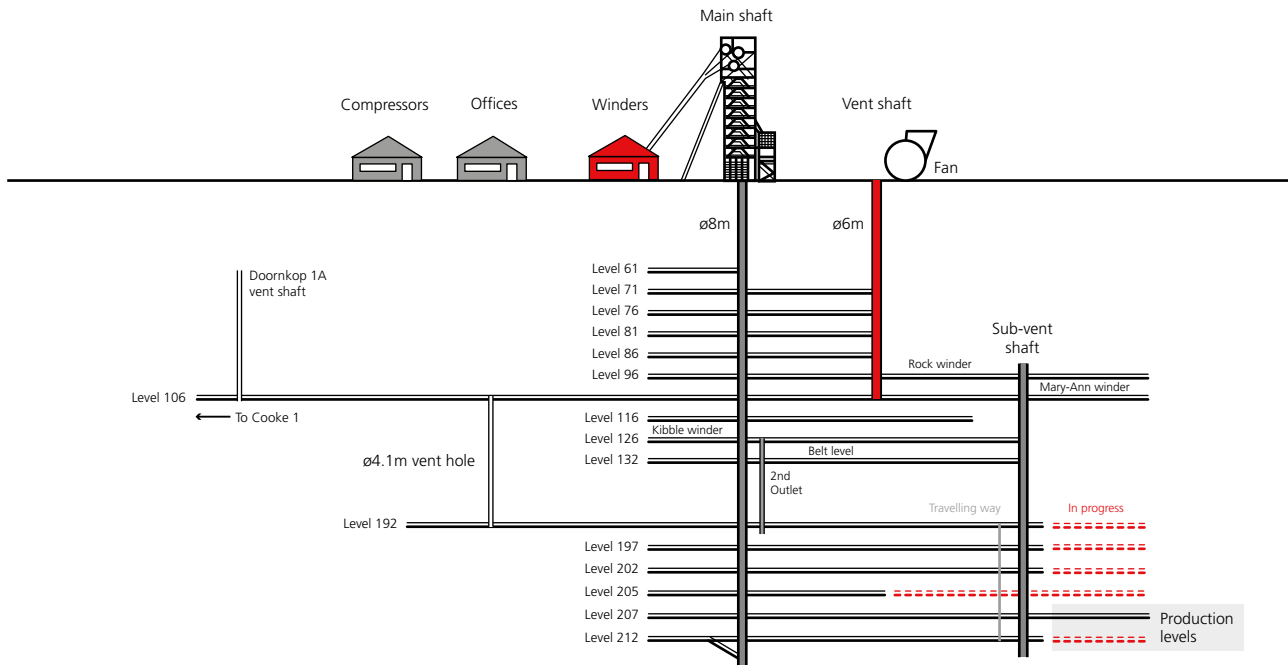 Main shaft
Compressors
Offices
Winders
Vent shaft
Fan
ø8m
ø6m
Level 61
Doornkop 1A
vent shaft
Level 71
Level 76
Level 81
Sub-vent
shaft
Level 86
Rock winder
Level 96
Mary-Ann winder
Level 106
To Cooke 1
Level 116
Kibble winder
Level 126
Belt level
ø4.1m vent hole
Level 132
2nd
Outlet
Travelling way
In progress
Level 192
Level 197
Level 202
Level 205
Level 207
Production
levels
Level 212